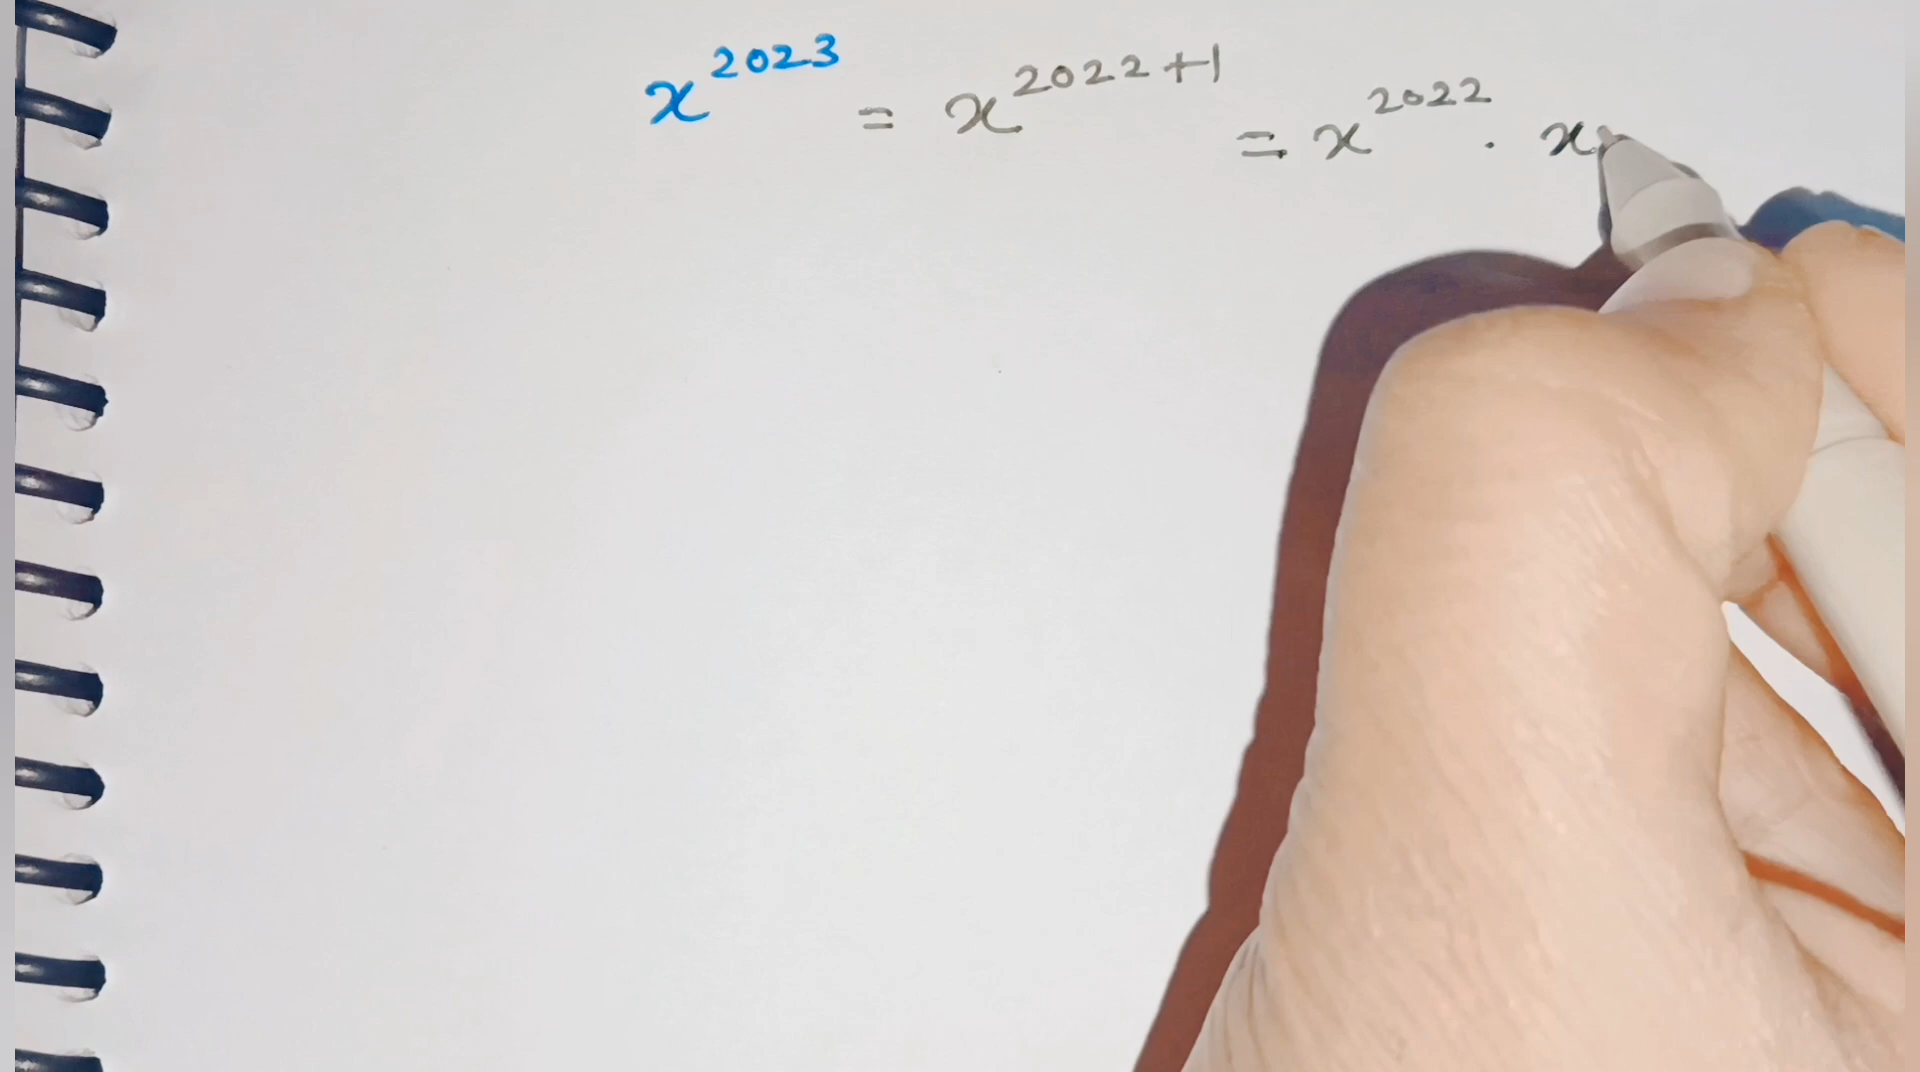 x^2023 = x^2022+1 = x^2022 . x